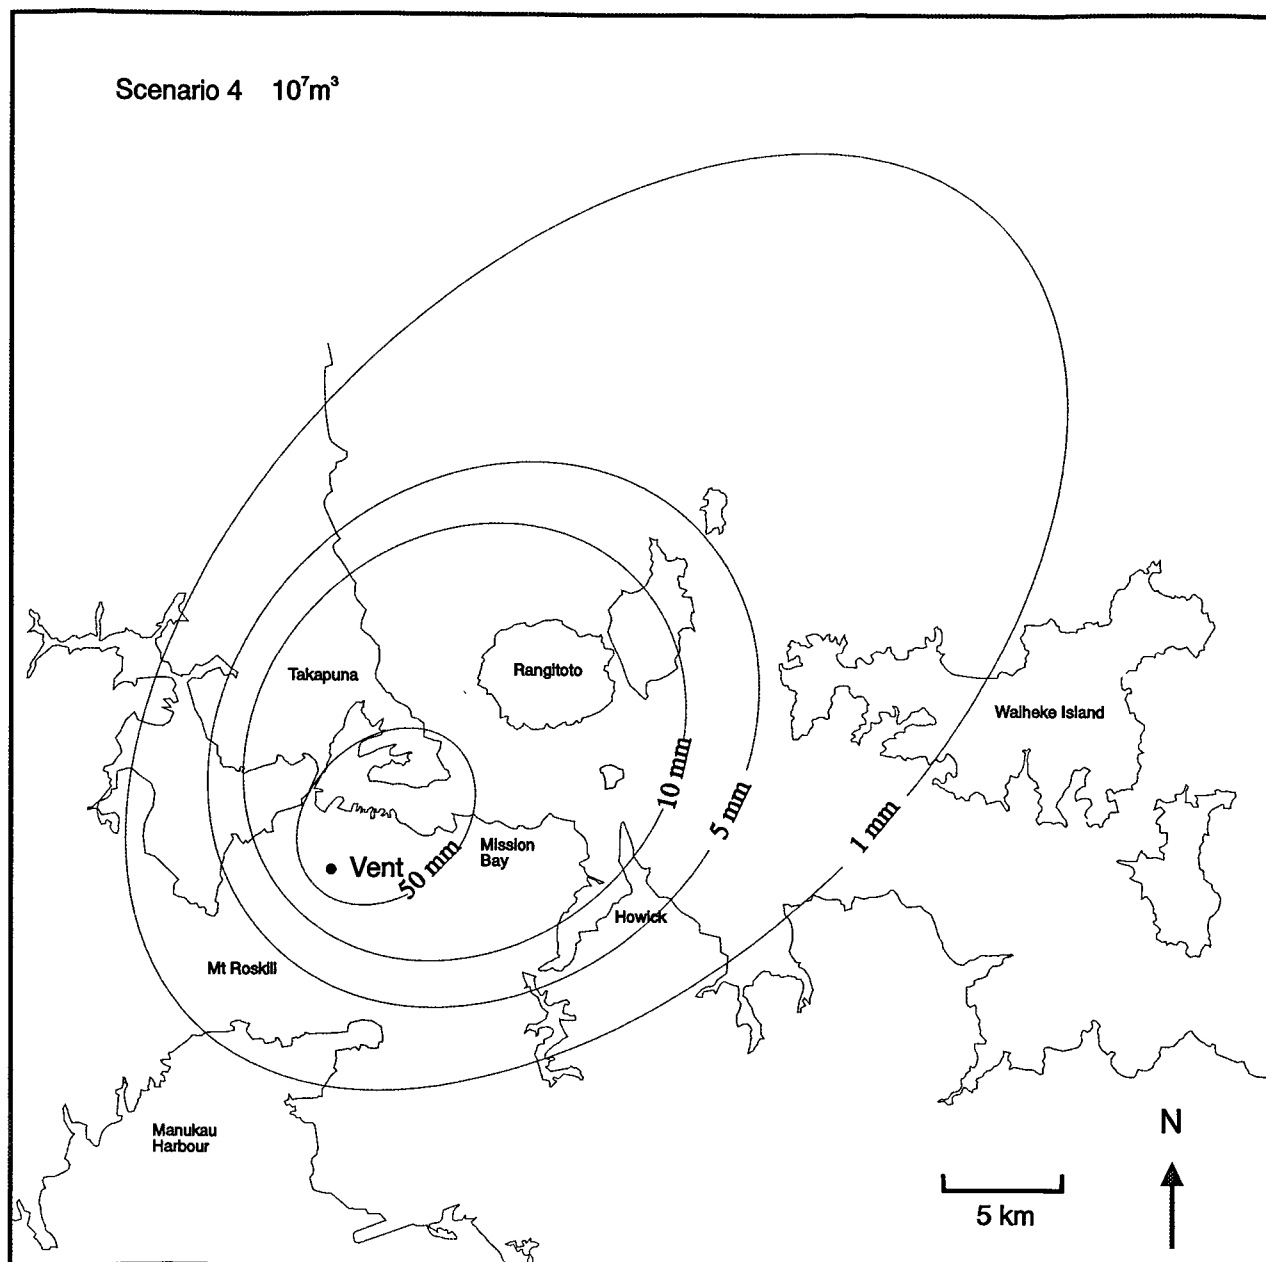 Scenario 4 10⁷m³
Takapuna
Rangitoto
Waiheke Island
10 mm
5 mm
1 mm
Mission
Bay
Vent
50 mm
Howick
Mt Roskill
Manukau
Harbour
N
5 km